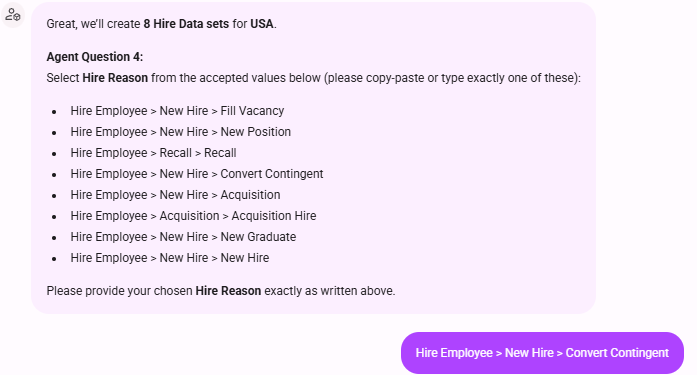 Great, we'll create 8 Hire Data sets for USA.
Agent Question 4:
Select Hire Reason from the accepted values below (please copy-paste or type exactly one of these):
• Hire Employee > New Hire > Fill Vacancy
• Hire Employee > New Hire > New Position
• Hire Employee > Recall > Recall
• Hire Employee > New Hire > Convert Contingent
• Hire Employee > New Hire > Acquisition
• Hire Employee > Acquisition > Acquisition Hire
• Hire Employee > New Hire > New Graduate
• Hire Employee > New Hire > New Hire
Please provide your chosen Hire Reason exactly as written above.
Hire Employee > New Hire > Convert Contingent